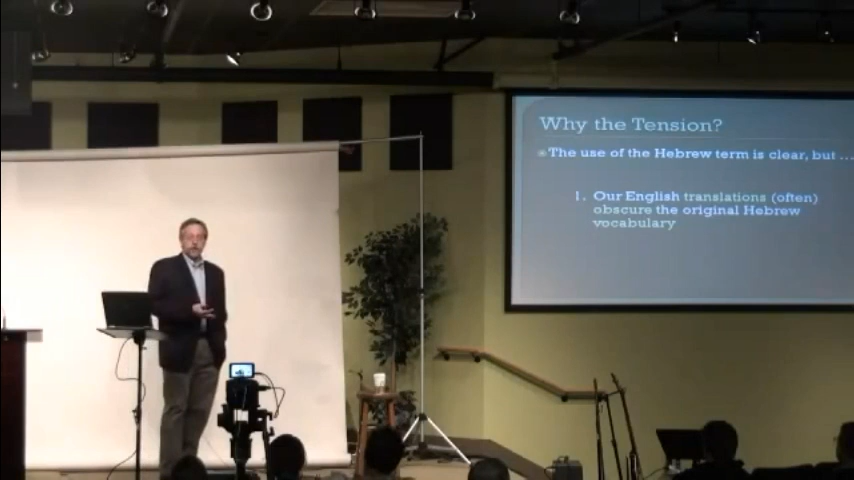 Why the Tension?
The use of the Hebrew term is clear, but ...
1. Our English translations (often)
obscure the original Hebrew
vocabulary